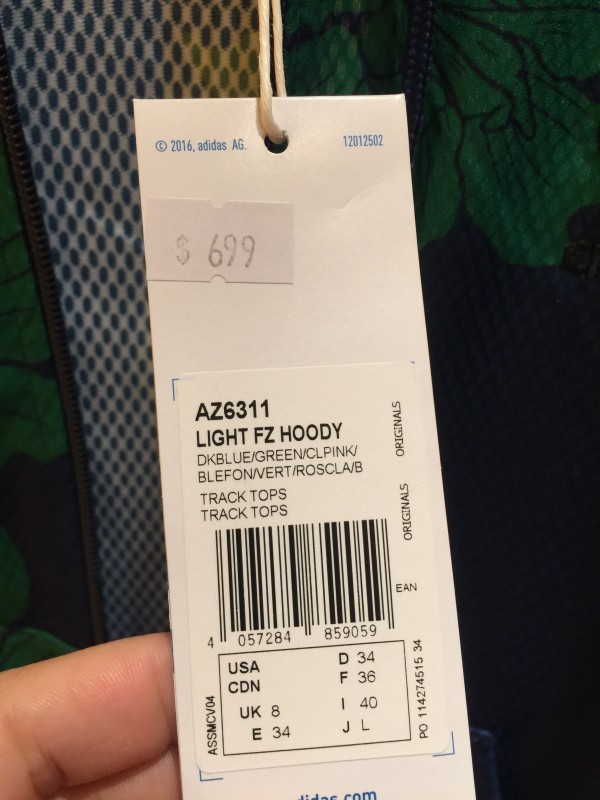 © 2016, adidas AG.
12012502
$ 699
AZ6311
LIGHT FZ HOODY
DKBLUE/GREEN/CLPINK/
BLEFON/VERT/ROSCLA/B
TRACK TOPS
TRACK TOPS
ORIGINALS
ORIGINALS
EAN
4 057284 859059
USA
CDN
UK 8
E 34
D 34
F 36
I 40
J L
ASSMCV04
PO 114274515 34
adidas.com